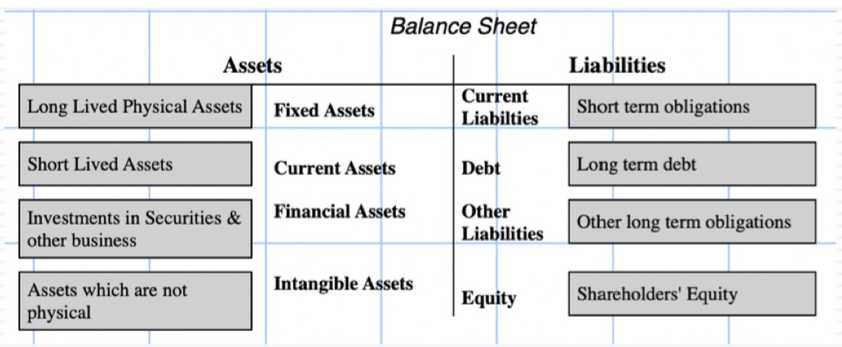 Balance Sheet
Assets
Liabilities
Long Lived Physical Assets
Fixed Assets
Current
Liabilties
Short term obligations
Short Lived Assets
Current Assets
Debt
Long term debt
Investments in Securities &
other business
Financial Assets
Other
Liabilities
Other long term obligations
Assets which are not
physical
Intangible Assets
Equity
Shareholders' Equity